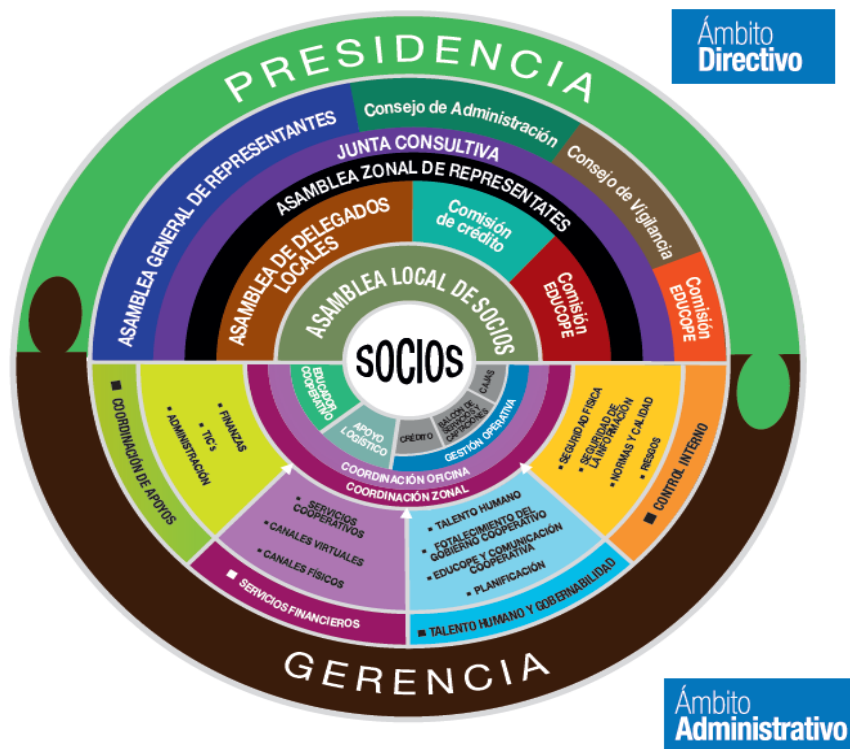 Ámbito
Directivo
PRESIDENCIA
ASAMBLEA GENERAL DE REPRESENTANTES
Consejo de Administración
Consejo de Vigilancia
Comisión
EDUCOPE
JUNTA CONSULTIVA
ASAMBLEA ZONAL DE REPRESENTATES
ASAMBLEA DE DELEGADOS
LOCALES
Comisión
de crédito
Comisión
EDUCOPE
ASAMBLEA LOCAL DE SOCIOS
SOCIOS
EDUCADOR
COOPERATIVO
APOYO
LOGÍSTICO
CRÉDITO
BALCÓN DE
SERVICIOS Y
CAPTACIONES
CAJAS
GESTIÓN OPERATIVA
COORDINACIÓN OFICINA
COORDINACIÓN ZONAL
■ COORDINACIÓN DE APOYOS
▪ FINANZAS
▪ TIC's
▪ ADMINISTRACIÓN
▪ SERVICIOS
COOPERATIVOS
▪ CANALES VIRTUALES
▪ CANALES FÍSICOS
■ SERVICIOS FINANCIEROS
▪ TALENTO HUMANO
▪ FOTALECIMIENTO DEL
GOBIERNO COOPERATIVO
▪ EDUCOPE Y COMUNICACIÓN
COOPERATIVA
▪ PLANIFICACIÓN
■ TALENTO HUMANO Y GOBERNABILIDAD
▪ SEGURIDAD FÍSICA
▪ SEGURIDAD DE
LA INFORMACIÓN
▪ NORMAS Y CALIDAD
▪ RIESGOS
■ CONTROL INTERNO
GERENCIA
Ámbito
Administrativo